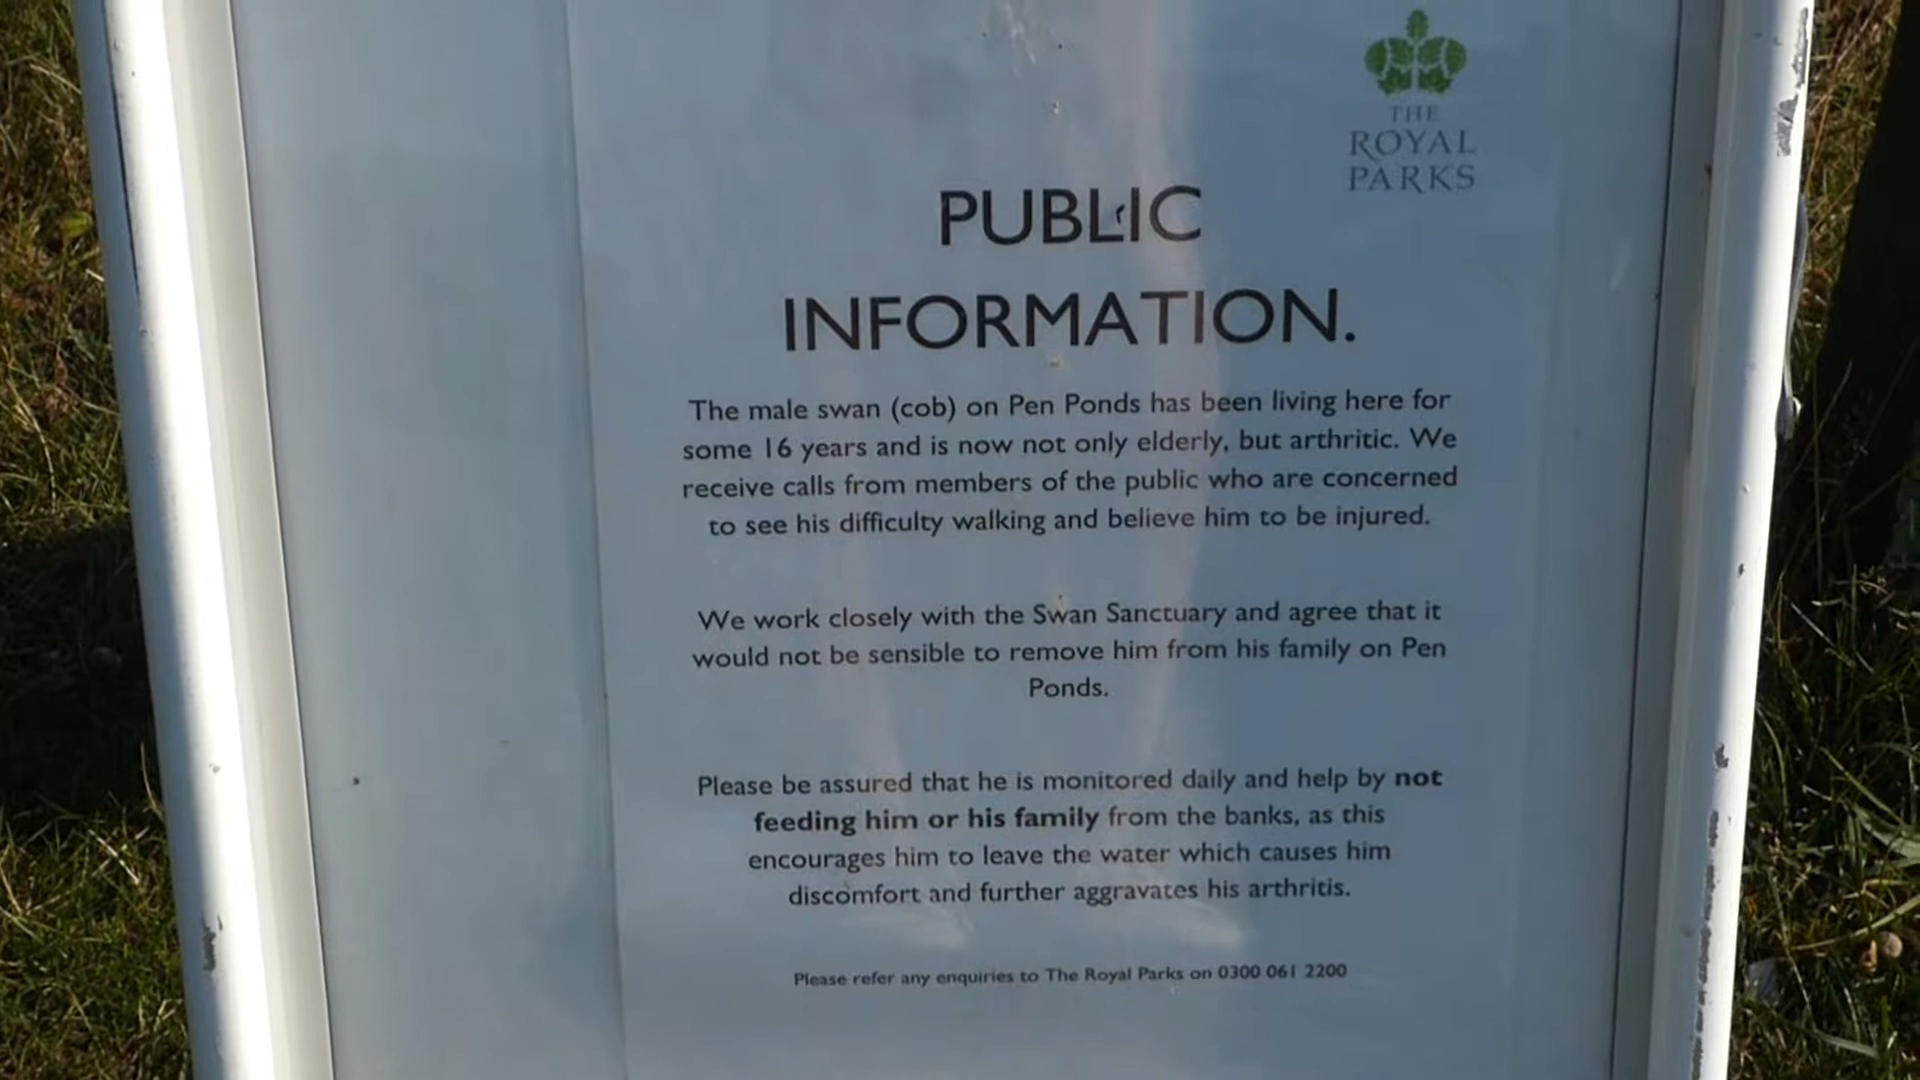 THE
ROYAL
PARKS
PUBLIC
INFORMATION.
The male swan (cob) on Pen Ponds has been living here for
some 16 years and is now not only elderly, but arthritic. We
receive calls from members of the public who are concerned
to see his difficulty walking and believe him to be injured.
We work closely with the Swan Sanctuary and agree that it
would not be sensible to remove him from his family on Pen
Ponds.
Please be assured that he is monitored daily and help by not
feeding him or his family from the banks, as this
encourages him to leave the water which causes him
discomfort and further aggravates his arthritis.
Please refer any enquiries to The Royal Parks on 0300 061 2200